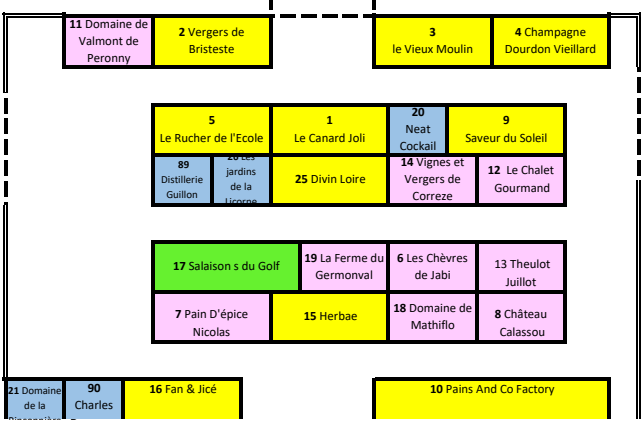 11 Domaine de
Valmont de
Peronny
2 Vergers de
Bristeste
3
le Vieux Moulin
4 Champagne
Dourdon Vieillard
5
Le Rucher de l'Ecole
1
Le Canard Joli
20
Neat
Cockail
9
Saveur du Soleil
89
Distillerie
Guillon
Les
jardins
de la
Licorne
25 Divin Loire
14 Vignes et
Vergers de
Correze
12 Le Chalet
Gourmand
17 Salaison s du Golf
19 La Ferme du
Germonval
6 Les Chèvres
de Jabi
13 Theulot
Juillot
7 Pain D'épice
Nicolas
15 Herbae
18 Domaine de
Mathiflo
8 Château
Calassou
21 Domaine
de la
90
Charles
16 Fan & Jicé
10 Pains And Co Factory